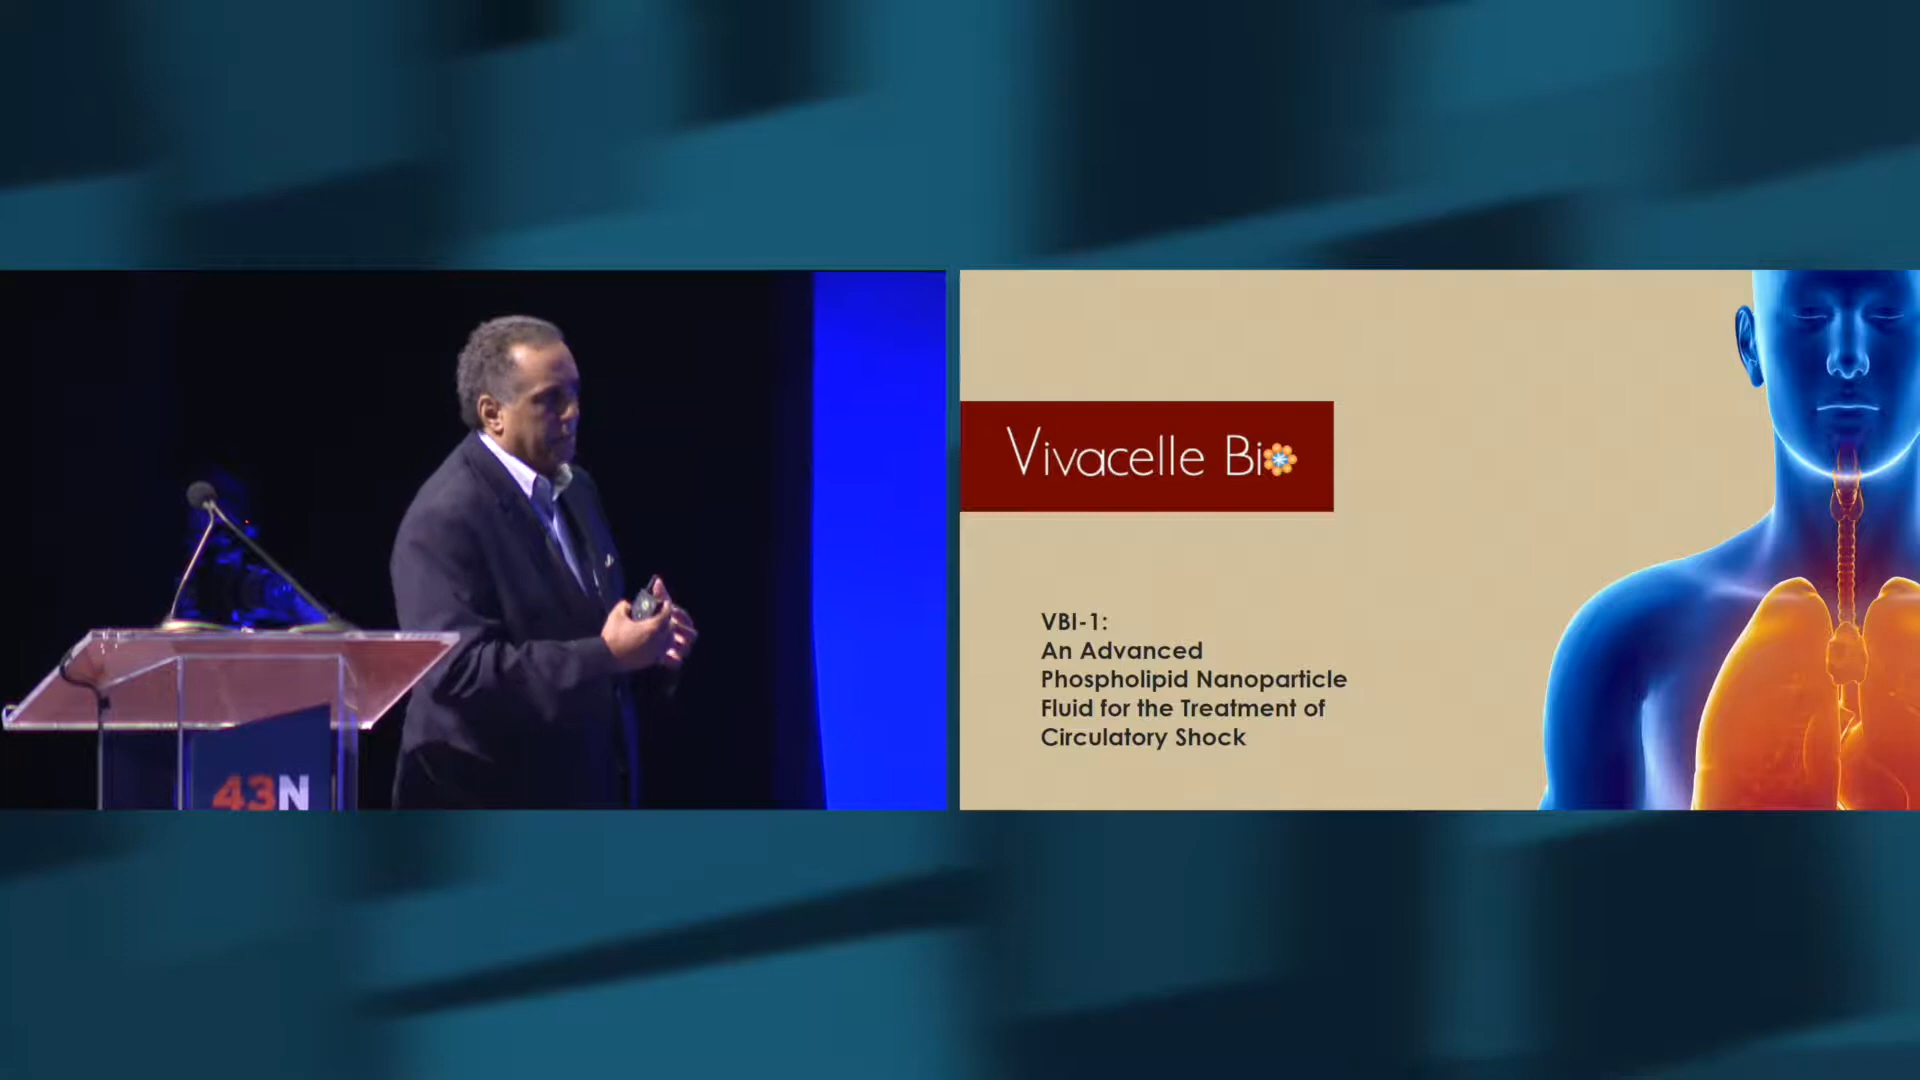 43N
Vivacelle Bio
VBI-1:
An Advanced
Phospholipid Nanoparticle
Fluid for the Treatment of
Circulatory Shock